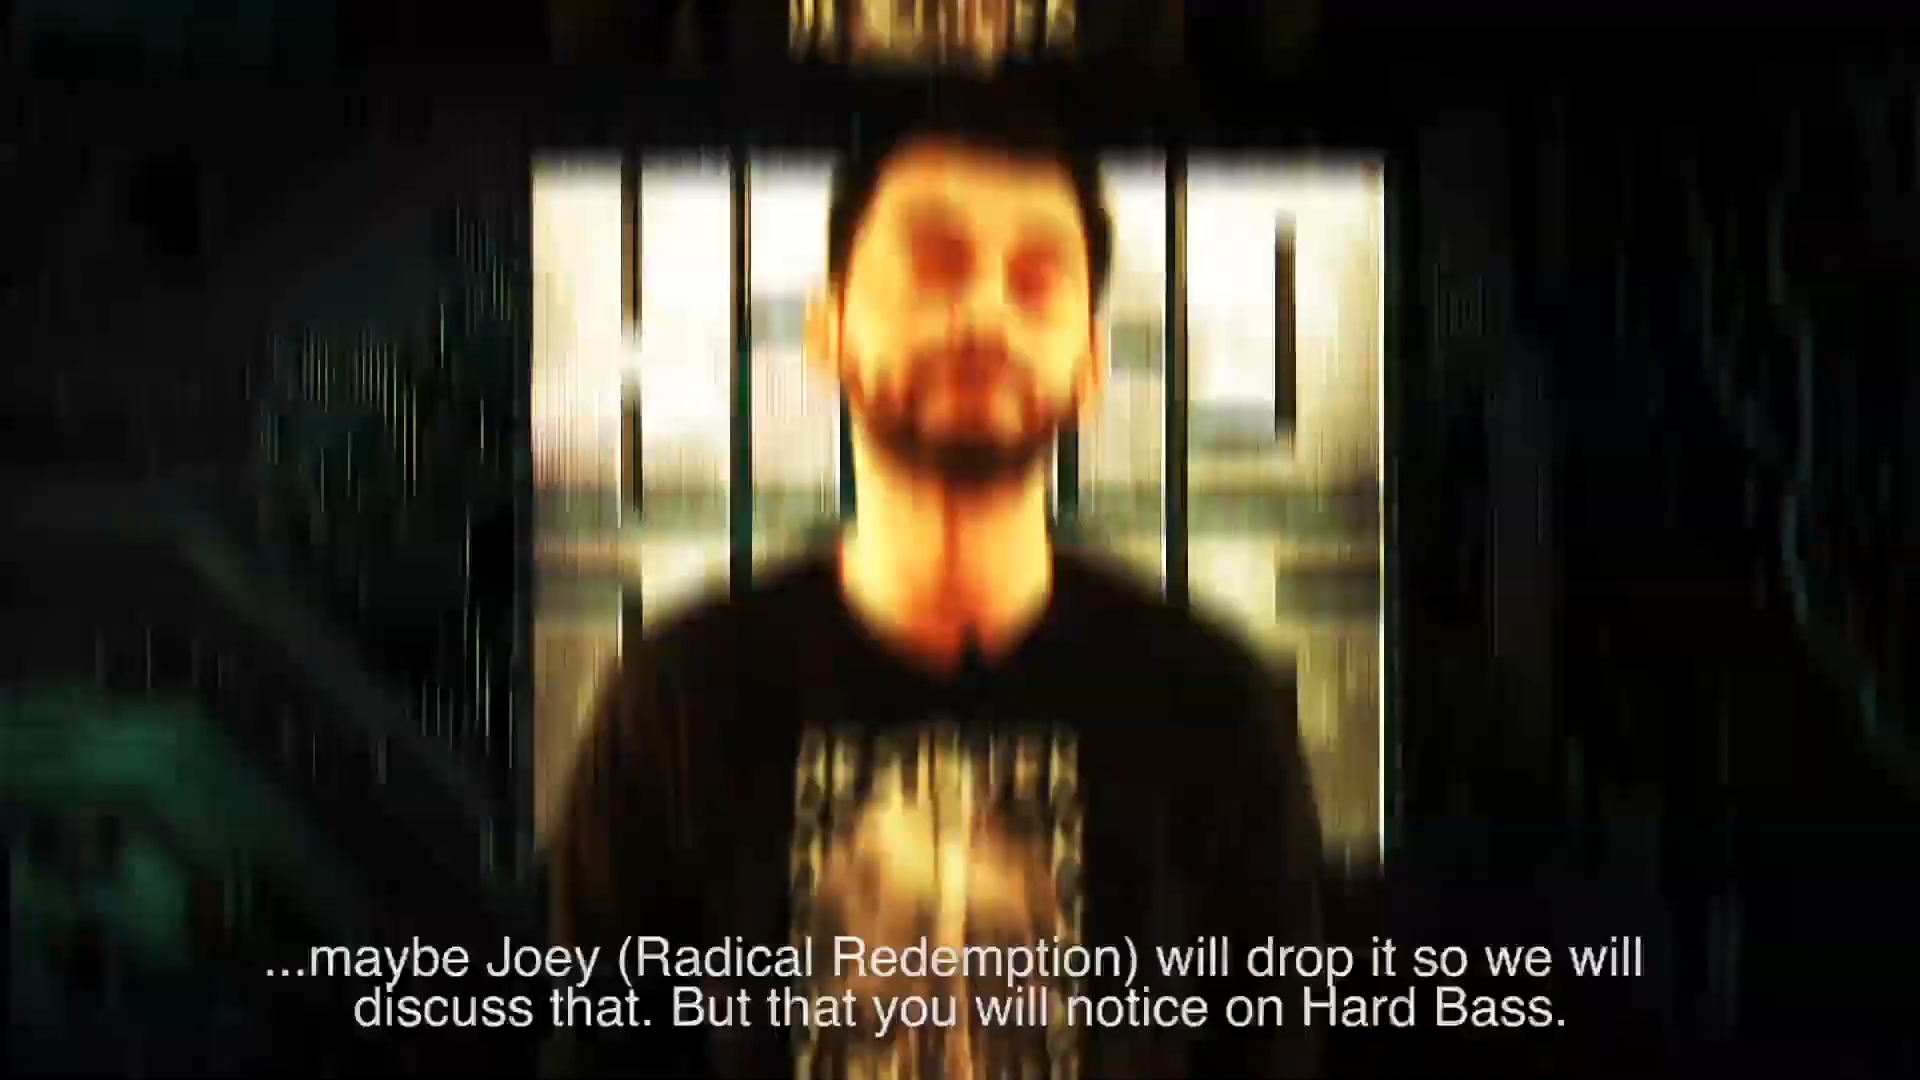 ...maybe Joey (Radical Redemption) will drop it so we will
discuss that. But that you will notice on Hard Bass.